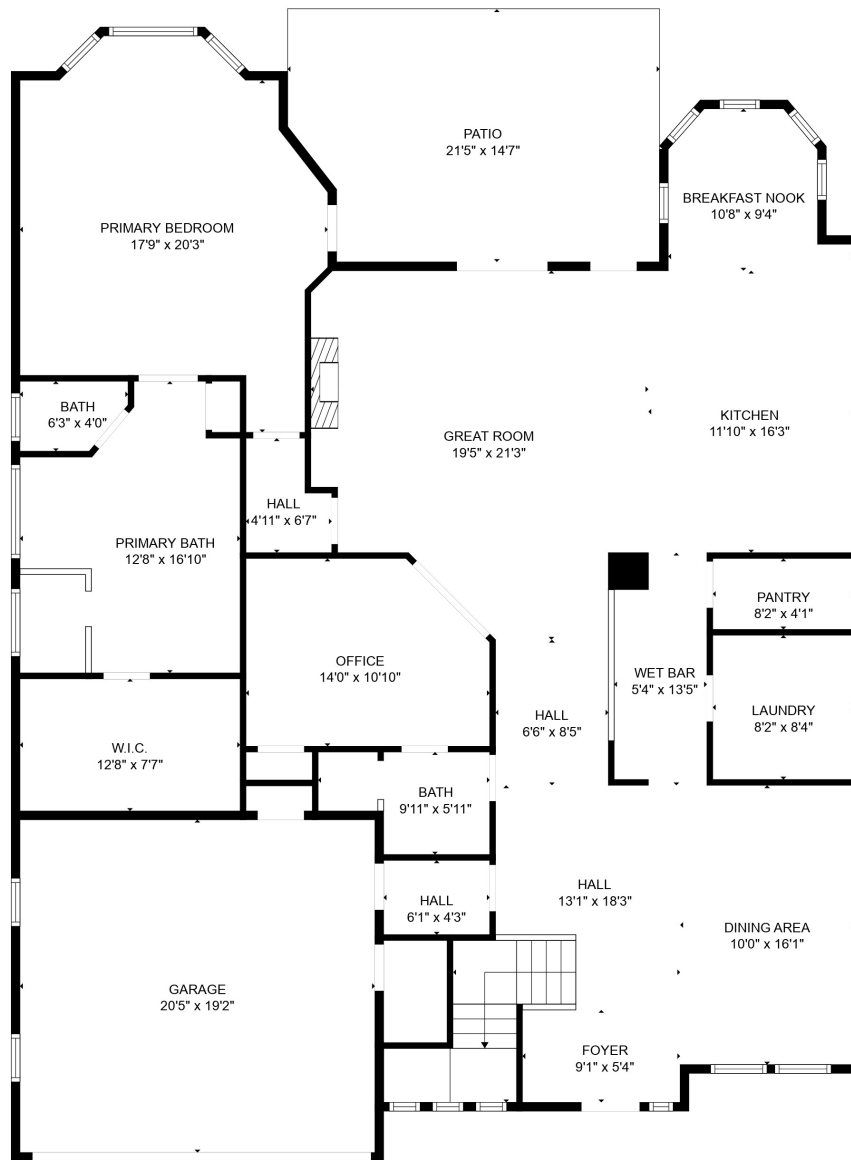 PATIO
21'5" x 14'7"
BREAKFAST NOOK
10'8" x 9'4"
PRIMARY BEDROOM
17'9" x 20'3"
BATH
6'3" x 4'0"
KITCHEN
11'10" x 16'3"
GREAT ROOM
19'5" x 21'3"
HALL
4'11" x 6'7"
PRIMARY BATH
12'8" x 16'10"
PANTRY
8'2" x 4'1"
OFFICE
14'0" x 10'10"
WET BAR
5'4" x 13'5"
HALL
6'6" x 8'5"
LAUNDRY
8'2" x 8'4"
W.I.C.
12'8" x 7'7"
BATH
9'11" x 5'11"
HALL
13'1" x 18'3"
HALL
6'1" x 4'3"
DINING AREA
10'0" x 16'1"
GARAGE
20'5" x 19'2"
FOYER
9'1" x 5'4"